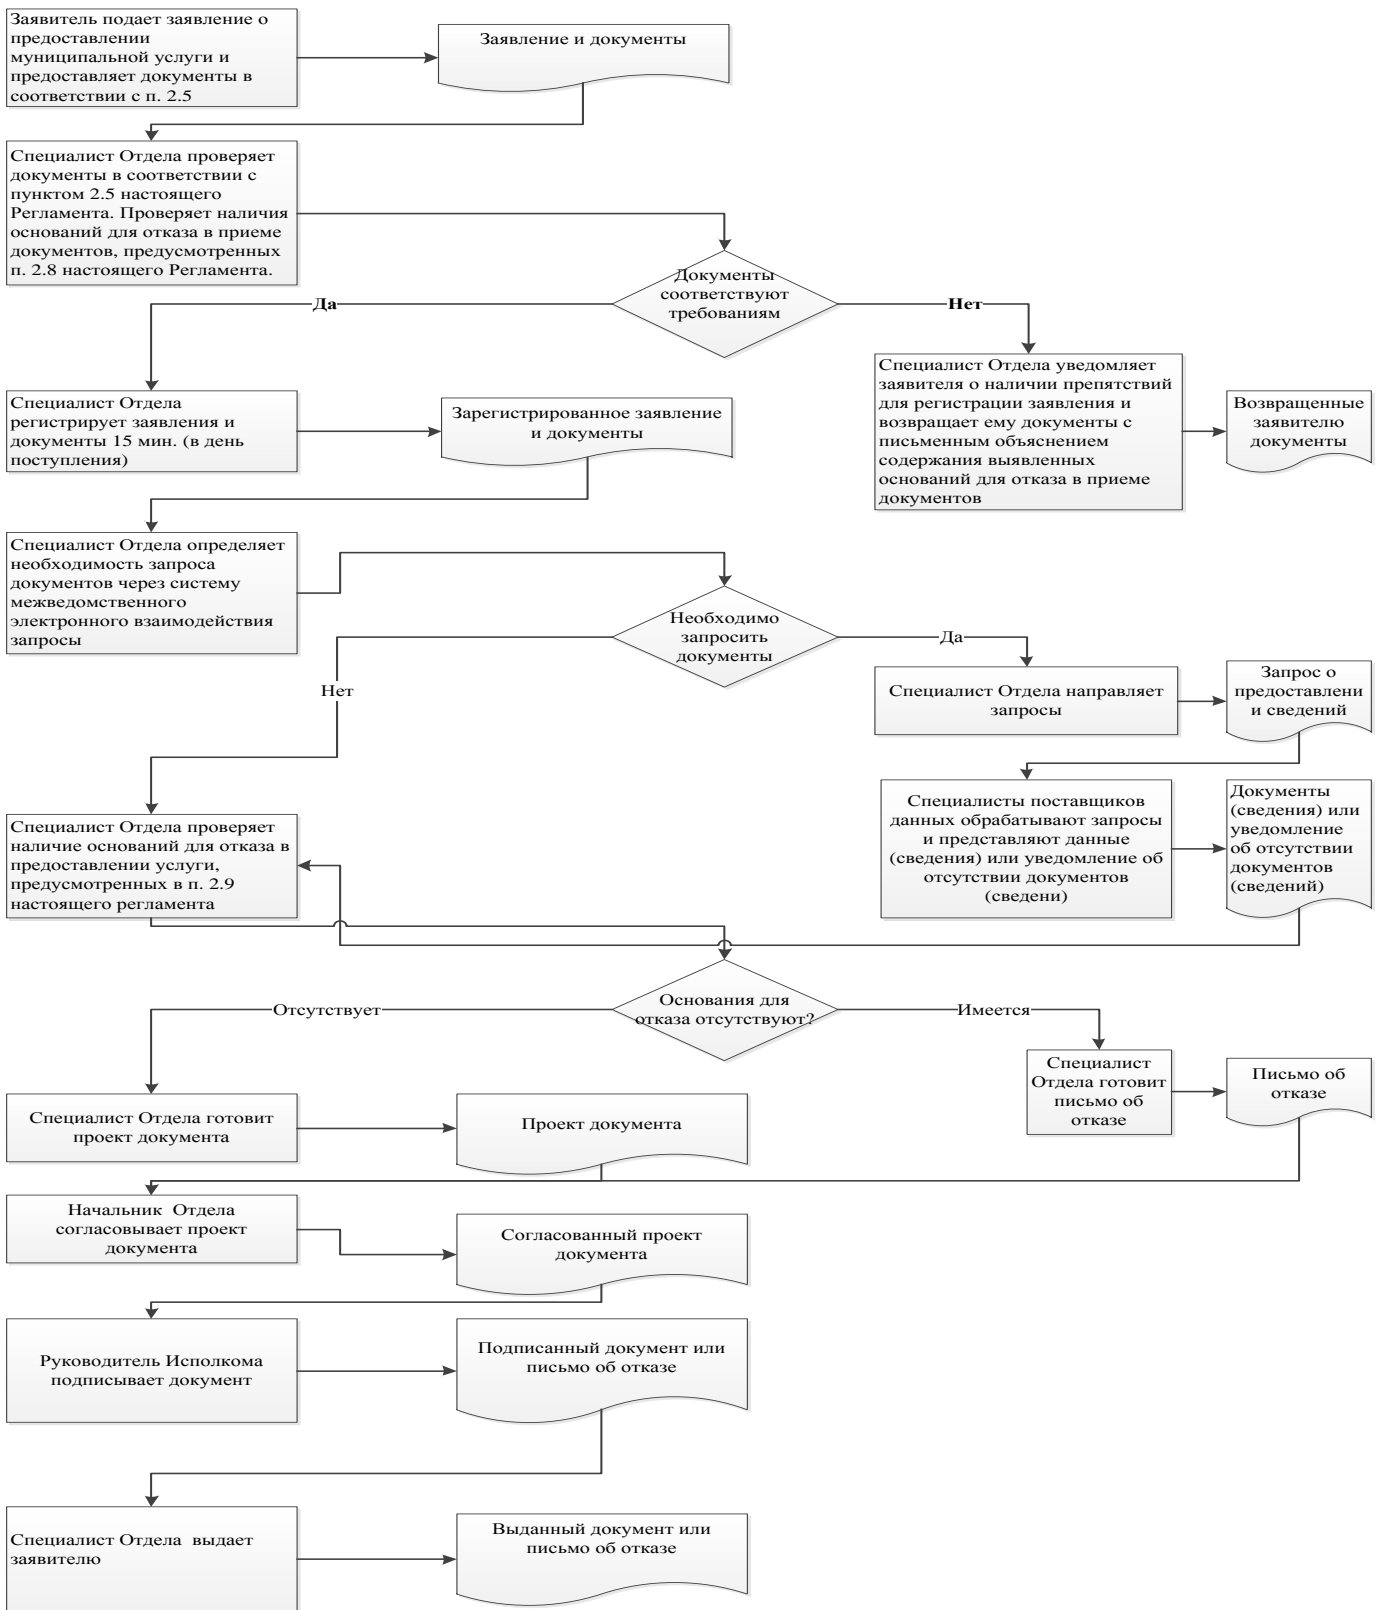 Заявитель подает заявление о
предоставлении
муниципальной услуги и
предоставляет документы в
соответствии с п. 2.5
Заявление и документы
Специалист Отдела проверяет
документы в соответствии с
пунктом 2.5 настоящего
Регламента. Проверяет наличия
оснований для отказа в приеме
документов, предусмотренных
п. 2.8 настоящего Регламента.
Документы
соответствуют
требованиям
Да
Нет
Специалист Отдела
регистрирует заявления и
документы 15 мин. (в день
поступления)
Зарегистрированное заявление
и документы
Специалист Отдела уведомляет
заявителя о наличии препятствий
для регистрации заявления и
возвращает ему документы с
письменным объяснением
содержания выявленных
оснований для отказа в приеме
документов
Возвращенные
заявителю
документы
Специалист Отдела определяет
необходимость запроса
документов через систему
межведомственного
электронного взаимодействия
запросы
Необходимо
запросить
документы
Да
Нет
Специалист Отдела направляет
запросы
Запрос о
предоставлени
и сведений
Специалисты поставщиков
данных обрабатывают запросы
и представляют данные
(сведения) или уведомление об
отсутствии документов
(сведени)
Документы
(сведения) или
уведомление
об отсутствии
документов
(сведений)
Специалист Отдела проверяет
наличие оснований для отказа в
предоставлении услуги,
предусмотренных в п. 2.9
настоящего регламента
Основания для
отказа отсутствуют?
Отсутствует
Имеется
Специалист
Отдела готовит
письмо об
отказе
Письмо об
отказе
Специалист Отдела готовит
проект документа
Проект документа
Начальник  Отдела
согласовывает проект
документа
Согласованный проект
документа
Руководитель Исполкома
подписывает документ
Подписанный документ или
письмо об отказе
Специалист Отдела  выдает
заявителю
Выданный документ или
письмо об отказе